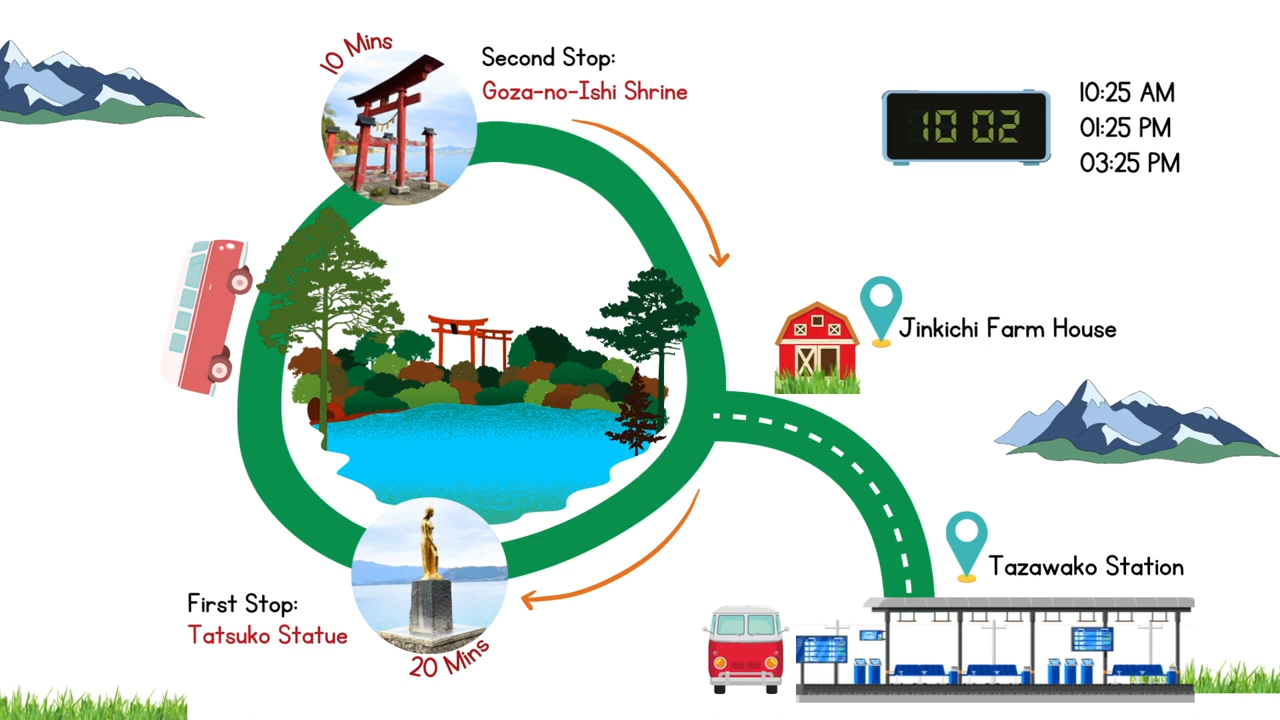 10 Mins
Second Stop:
Goza-no-Ishi Shrine
10:02
10:25 AM
01:25 PM
03:25 PM
Jinkichi Farm House
Tazawako Station
First Stop:
Tatsuko Statue
20 Mins